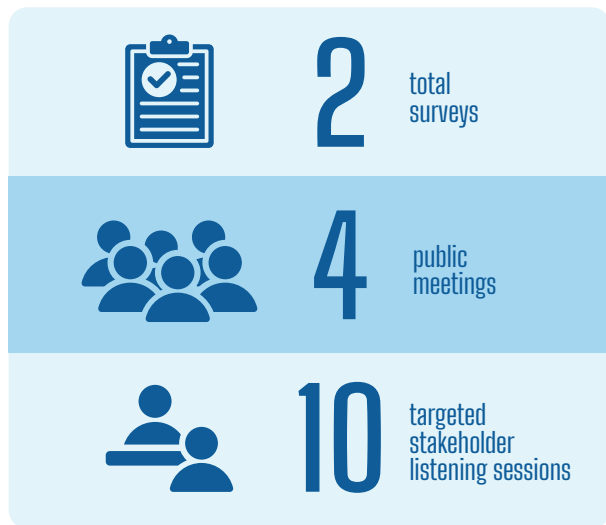 2
total
surveys
4
public
meetings
10
targeted
stakeholder
listening sessions